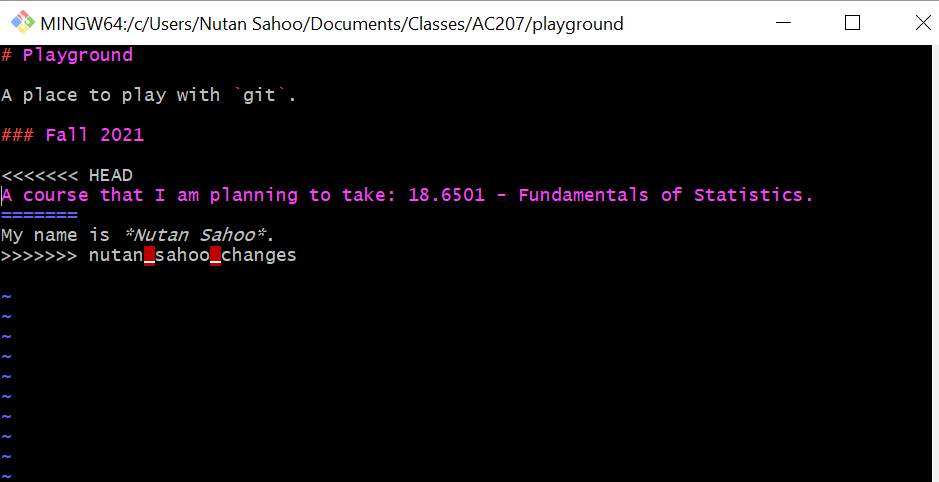 MINGW64:/c/Users/Nutan Sahoo/Documents/Classes/AC207/playground
# Playground
A place to play with `git`.
### Fall 2021
<<<<<<< HEAD
A course that I am planning to take: 18.6501 - Fundamentals of Statistics.
=======
My name is *Nutan Sahoo*.
>>>>>>> nutan_sahoo_changes
~
~
~
~
~
~
~
~
~
~